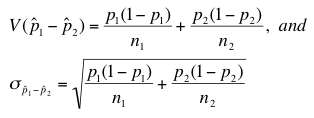 V(p̂₁ − p̂₂) = p₁(1− p₁)/n₁ + p₂(1− p₂)/n₂, and
σ_{p̂₁−p̂₂} = √(p₁(1− p₁)/n₁ + p₂(1− p₂)/n₂)